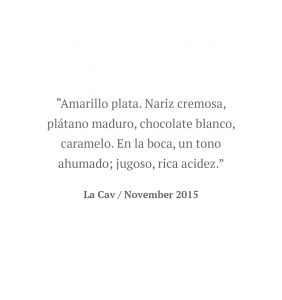 “Amarillo plata. Naríz cremosa,
plátano maduro, chocolate blanco,
caramelo. En la boca, un tono
ahumado; jugoso, rica acidez.”
La Cav / November 2015